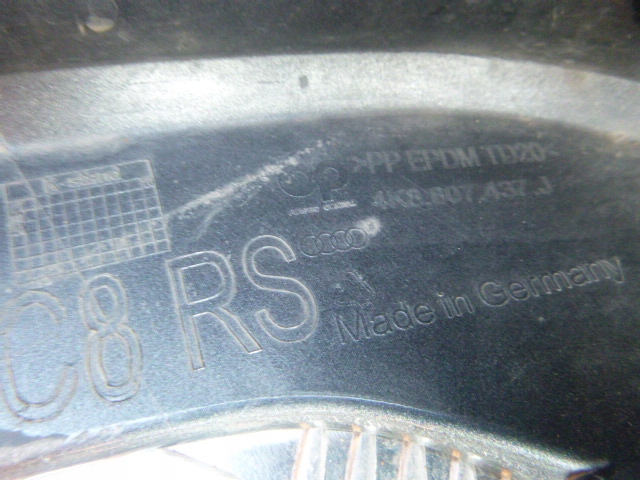 >PP EPDM TD20<
4K8.807.437.J
C8 RS
Made in Germany